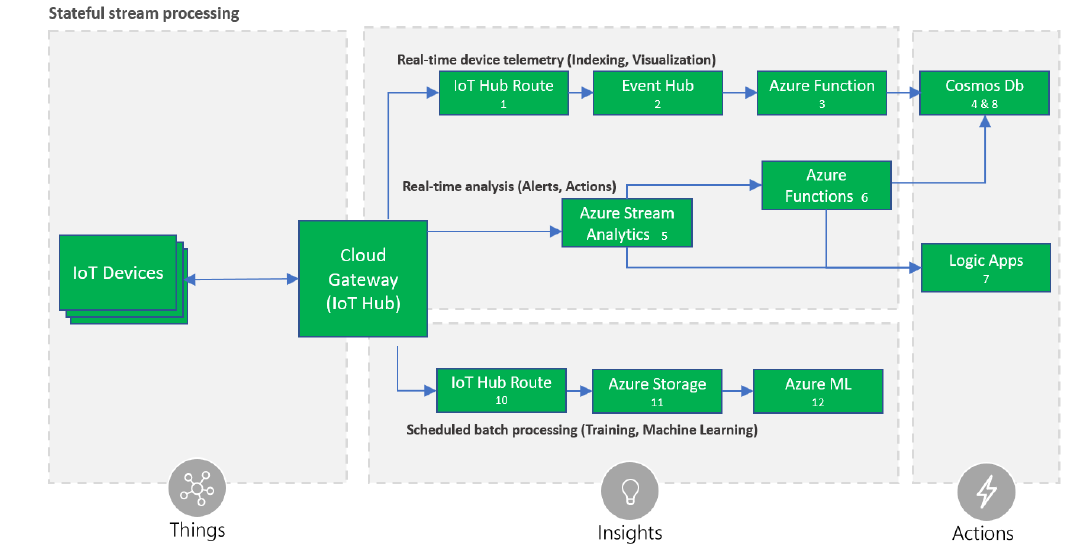 Stateful stream processing
Real-time device telemetry (Indexing, Visualization)
IoT Hub Route
1
Event Hub
2
Azure Function
3
Cosmos Db
4 & 8
Real-time analysis (Alerts, Actions)
Azure
Functions 6
Azure Stream
Analytics 5
Logic Apps
7
IoT Devices
Cloud
Gateway
(IoT Hub)
IoT Hub Route
10
Azure Storage
11
Azure ML
12
Scheduled batch processing (Training, Machine Learning)
Things
Insights
Actions